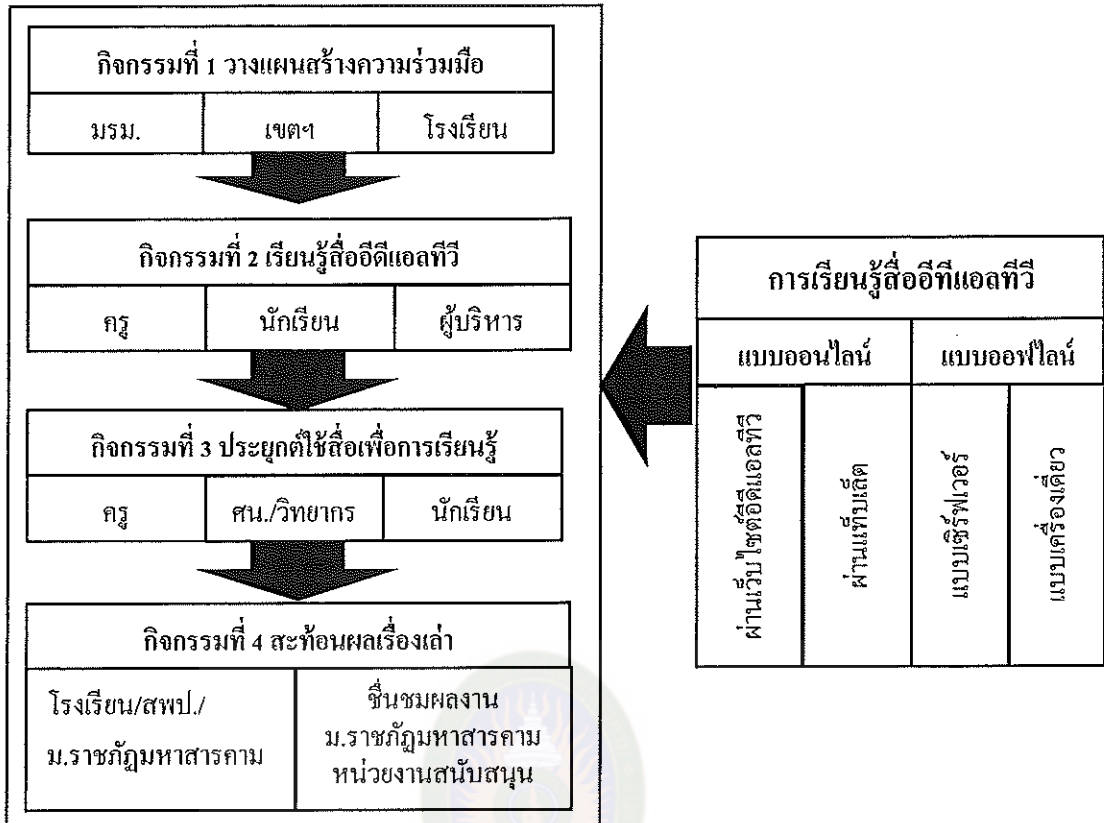 กิจกรรมที่ 1 วางแผนสร้างความร่วมมือ
มรม. เขตฯ โรงเรียน
กิจกรรมที่ 2 เรียนรู้สื่ออีดีแอลทีวี
ครู นักเรียน ผู้บริหาร
กิจกรรมที่ 3 ประยุกต์ใช้สื่อเพื่อการเรียนรู้
ครู ศน./วิทยากร นักเรียน
กิจกรรมที่ 4 สะท้อนผลเรื่องเล่า
โรงเรียน/สพป./
ม.ราชภัฏมหาสารคาม
ชื่นชมผลงาน
ม.ราชภัฏมหาสารคาม
หน่วยงานสนับสนุน
การเรียนรู้สื่ออีทีแอลทีวี
แบบออนไลน์ แบบออฟไลน์
ผ่านเว็บไซต์อีดีแอลทีวี
ผ่านแท็บเล็ต
แบบเซิร์ฟเวอร์
แบบเครื่องเดียว